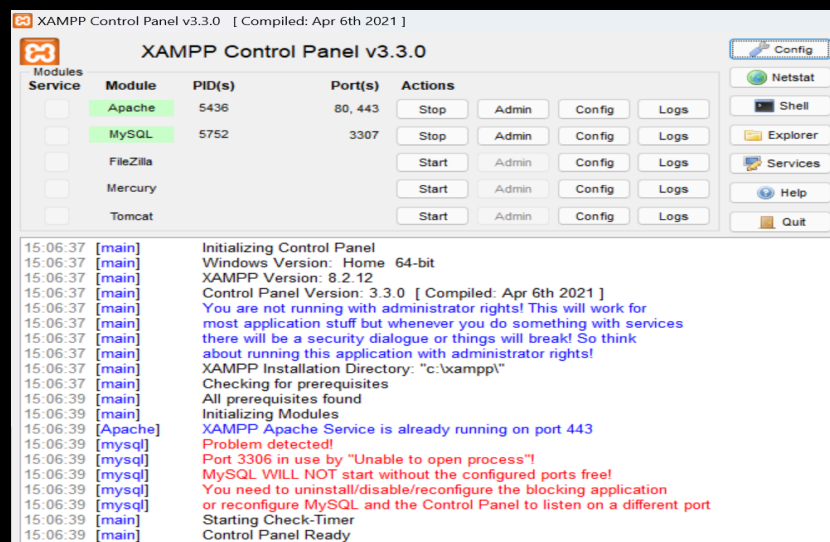 XAMPP Control Panel v3.3.0 [ Compiled: Apr 6th 2021 ]
XAMPP Control Panel v3.3.0
Config
Modules
Service Module PID(s) Port(s) Actions
Netstat
Apache 5436 80, 443 Stop Admin Config Logs
Shell
MySQL 5752 3307 Stop Admin Config Logs
Explorer
FileZilla Start Admin Config Logs
Services
Mercury Start Admin Config Logs
Help
Tomcat Start Admin Config Logs
Quit
15:06:37 [main] Initializing Control Panel
15:06:37 [main] Windows Version: Home 64-bit
15:06:37 [main] XAMPP Version: 8.2.12
15:06:37 [main] Control Panel Version: 3.3.0 [ Compiled: Apr 6th 2021 ]
15:06:37 [main] You are not running with administrator rights! This will work for
15:06:37 [main] most application stuff but whenever you do something with services
15:06:37 [main] there will be a security dialogue or things will break! So think
15:06:37 [main] about running this application with administrator rights!
15:06:37 [main] XAMPP Installation Directory: "c:\xampp\"
15:06:37 [main] Checking for prerequisites
15:06:39 [main] All prerequisites found
15:06:39 [main] Initializing Modules
15:06:39 [Apache] XAMPP Apache Service is already running on port 443
15:06:39 [mysql] Problem detected!
15:06:39 [mysql] Port 3306 in use by "Unable to open process"!
15:06:39 [mysql] MySQL WILL NOT start without the configured ports free!
15:06:39 [mysql] You need to uninstall/disable/reconfigure the blocking application
15:06:39 [mysql] or reconfigure MySQL and the Control Panel to listen on a different port
15:06:39 [main] Starting Check-Timer
15:06:39 [main] Control Panel Ready